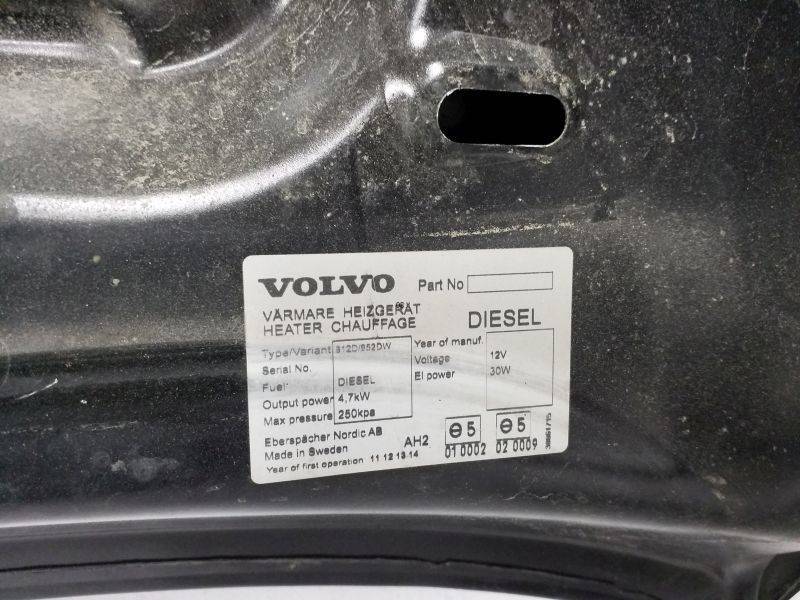 VOLVO Part No
VÄRMARE HEIZGERÄT
HEATER CHAUFFAGE DIESEL
Type/Variant 312D/952DW Year of manuf.
Serial No. Voltage 12V
Fuel DIESEL El power 30W
Output power 4,7kW
Max pressure 250kpa
Eberspächer Nordic AB AH2 e5 e5
Made in Sweden 01 0002 02 0009
Year of first operation 11 12 13 14